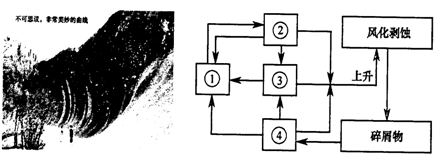 不可思议，非常美妙的曲线
②
风化剥蚀
①
③
上升
④
碎屑物